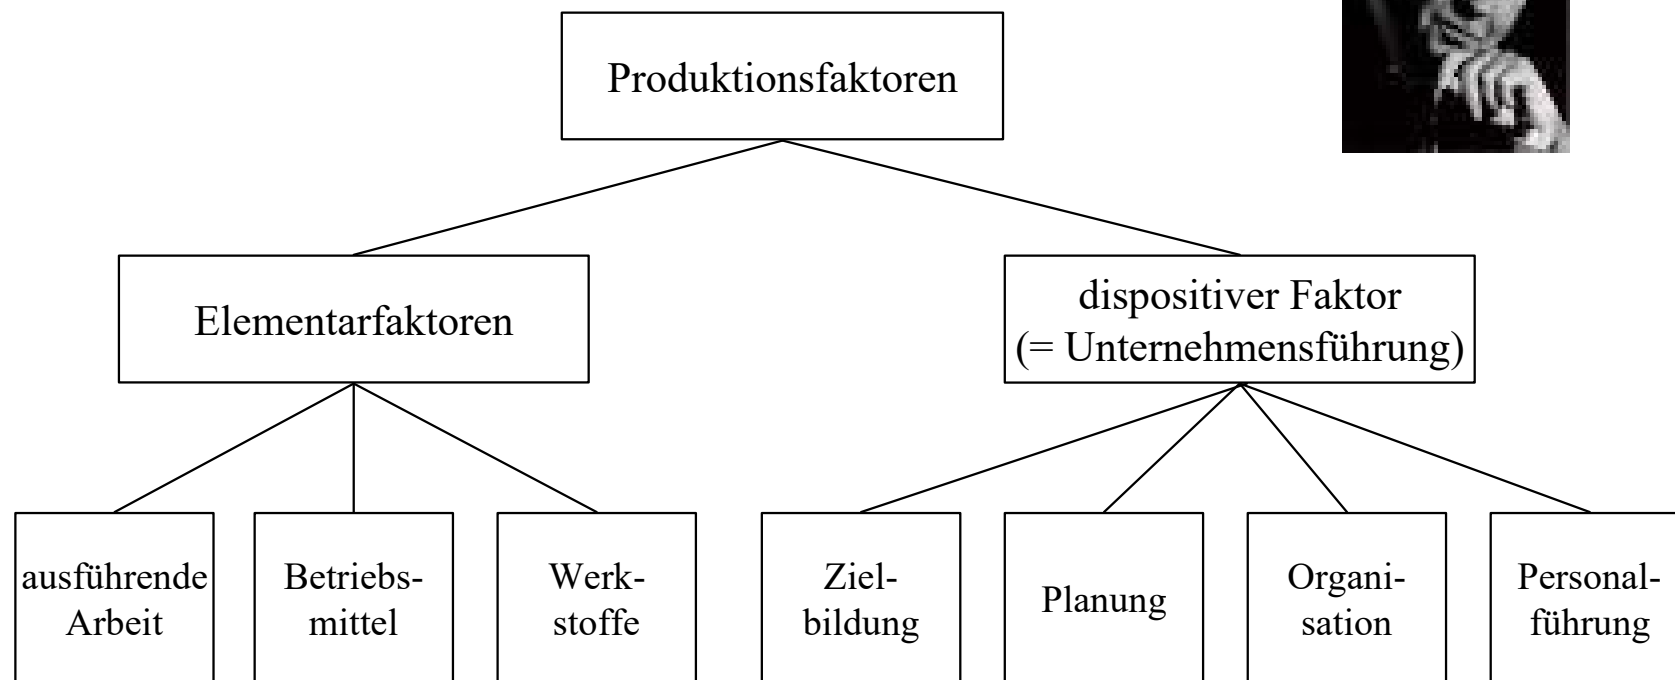 Produktionsfaktoren
Elementarfaktoren
dispositiver Faktor
(= Unternehmensführung)
ausführende
Arbeit
Betriebs-
mittel
Werk-
stoffe
Ziel-
bildung
Planung
Organi-
sation
Personal-
führung